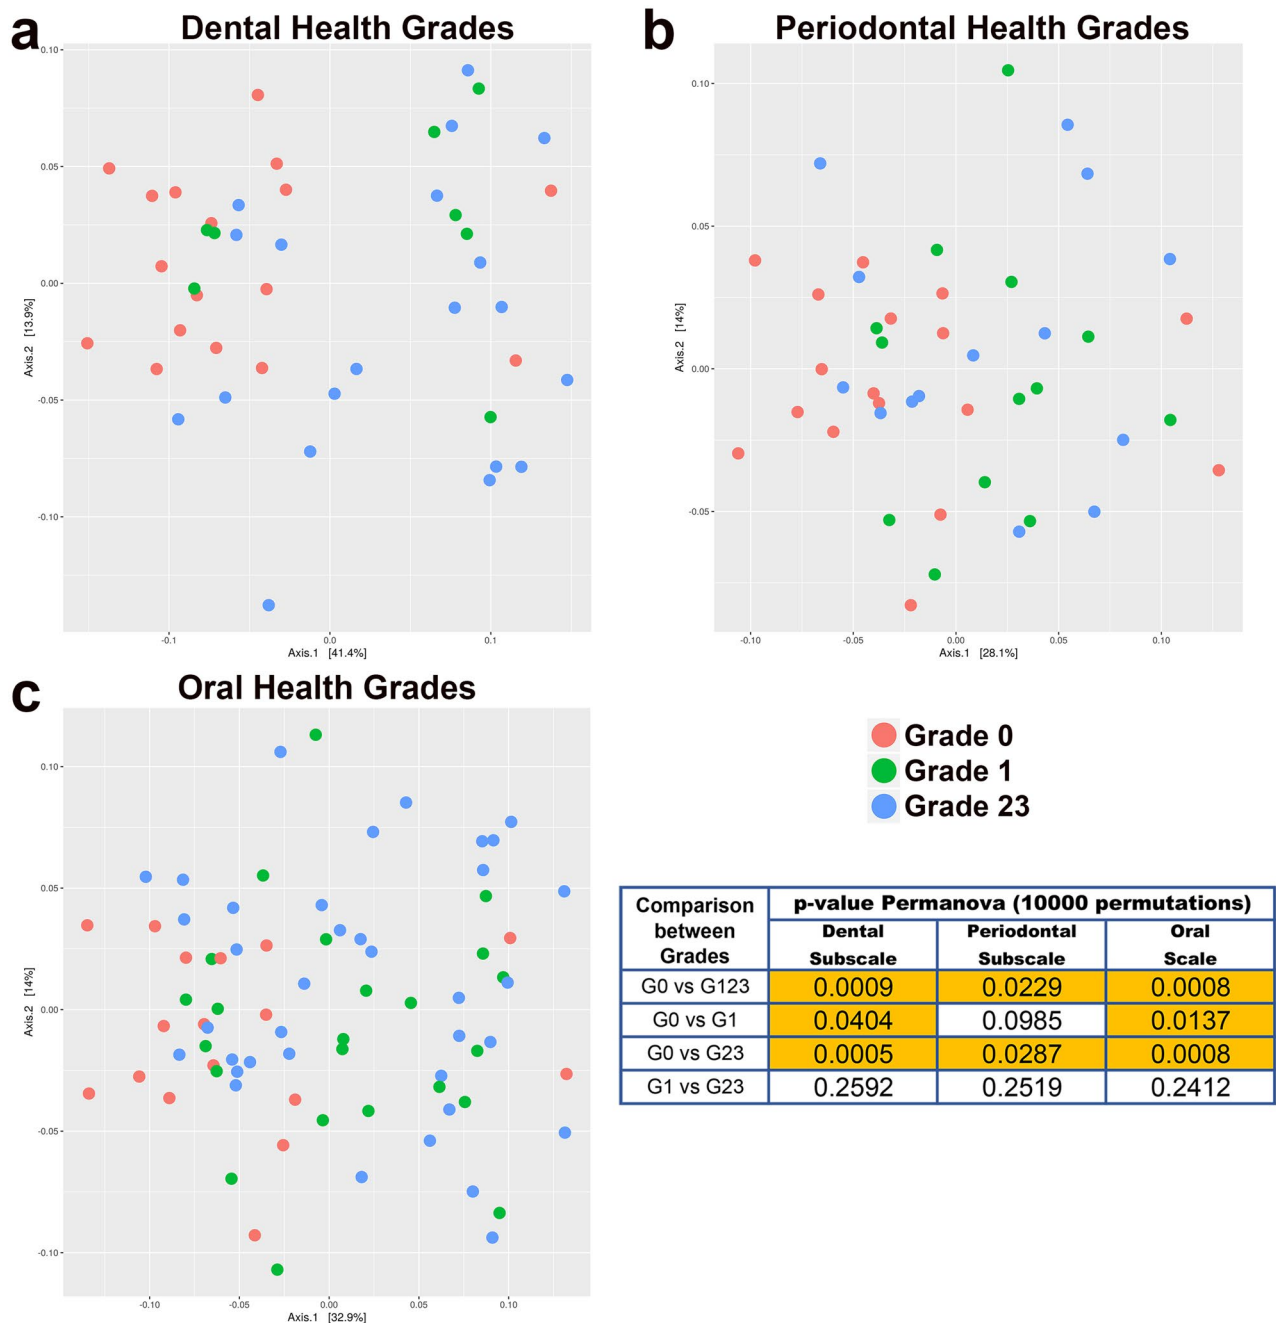 a
Dental Health Grades
0.10
0.05
0.00
-0.05
-0.10
Axis.2 [13.9%]
-0.1
0.0
0.1
Axis.1 [41.4%]
b
Periodontal Health Grades
0.10
0.05
0.00
-0.05
Axis.2 [14%]
-0.10
-0.05
0.00
0.05
0.10
Axis.1 [28.1%]
c
Oral Health Grades
0.10
0.05
0.00
-0.05
-0.10
Axis.2 [14%]
-0.10
-0.05
0.00
0.05
0.10
Axis.1 [32.9%]
Grade 0
Grade 1
Grade 23
Comparison
between
Grades
p-value Permanova (10000 permutations)
Dental
Subscale
Periodontal
Subscale
Oral
Scale
G0 vs G123 0.0009 0.0229 0.0008
G0 vs G1 0.0404 0.0985 0.0137
G0 vs G23 0.0005 0.0287 0.0008
G1 vs G23 0.2592 0.2519 0.2412